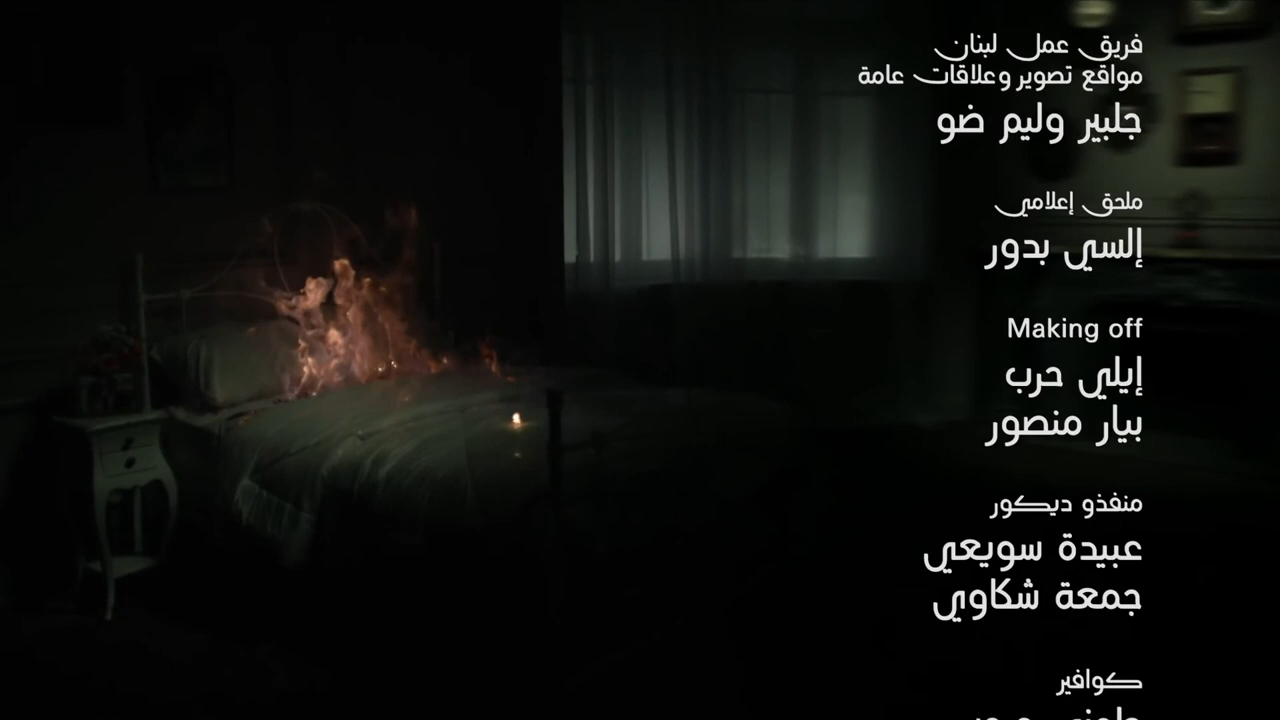 فريق عمل لبنان
مواقع تصوير وعلاقات عامة
جلبير وليم ضو
ملحق إعلامي
إلسي بدور
Making off
إيلي حرب
بيار منصور
منفذو ديكور
عبيدة سويعي
جمعة شكاوي
كوافير